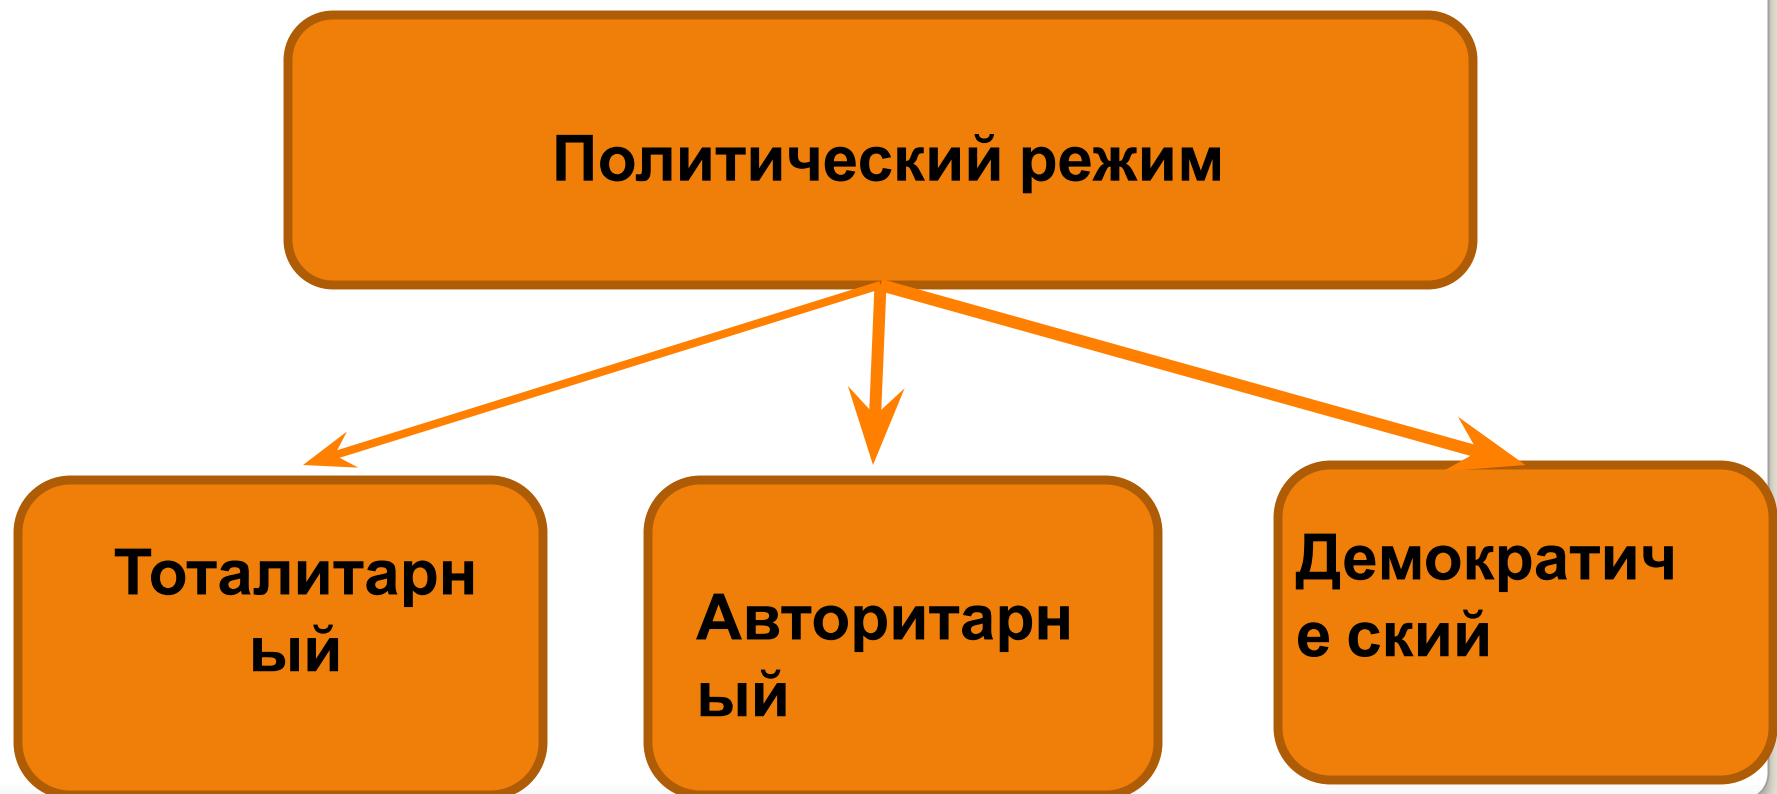 Политический режим
Тоталитарн
ый
Авторитарн
ый
Демократич
е ский